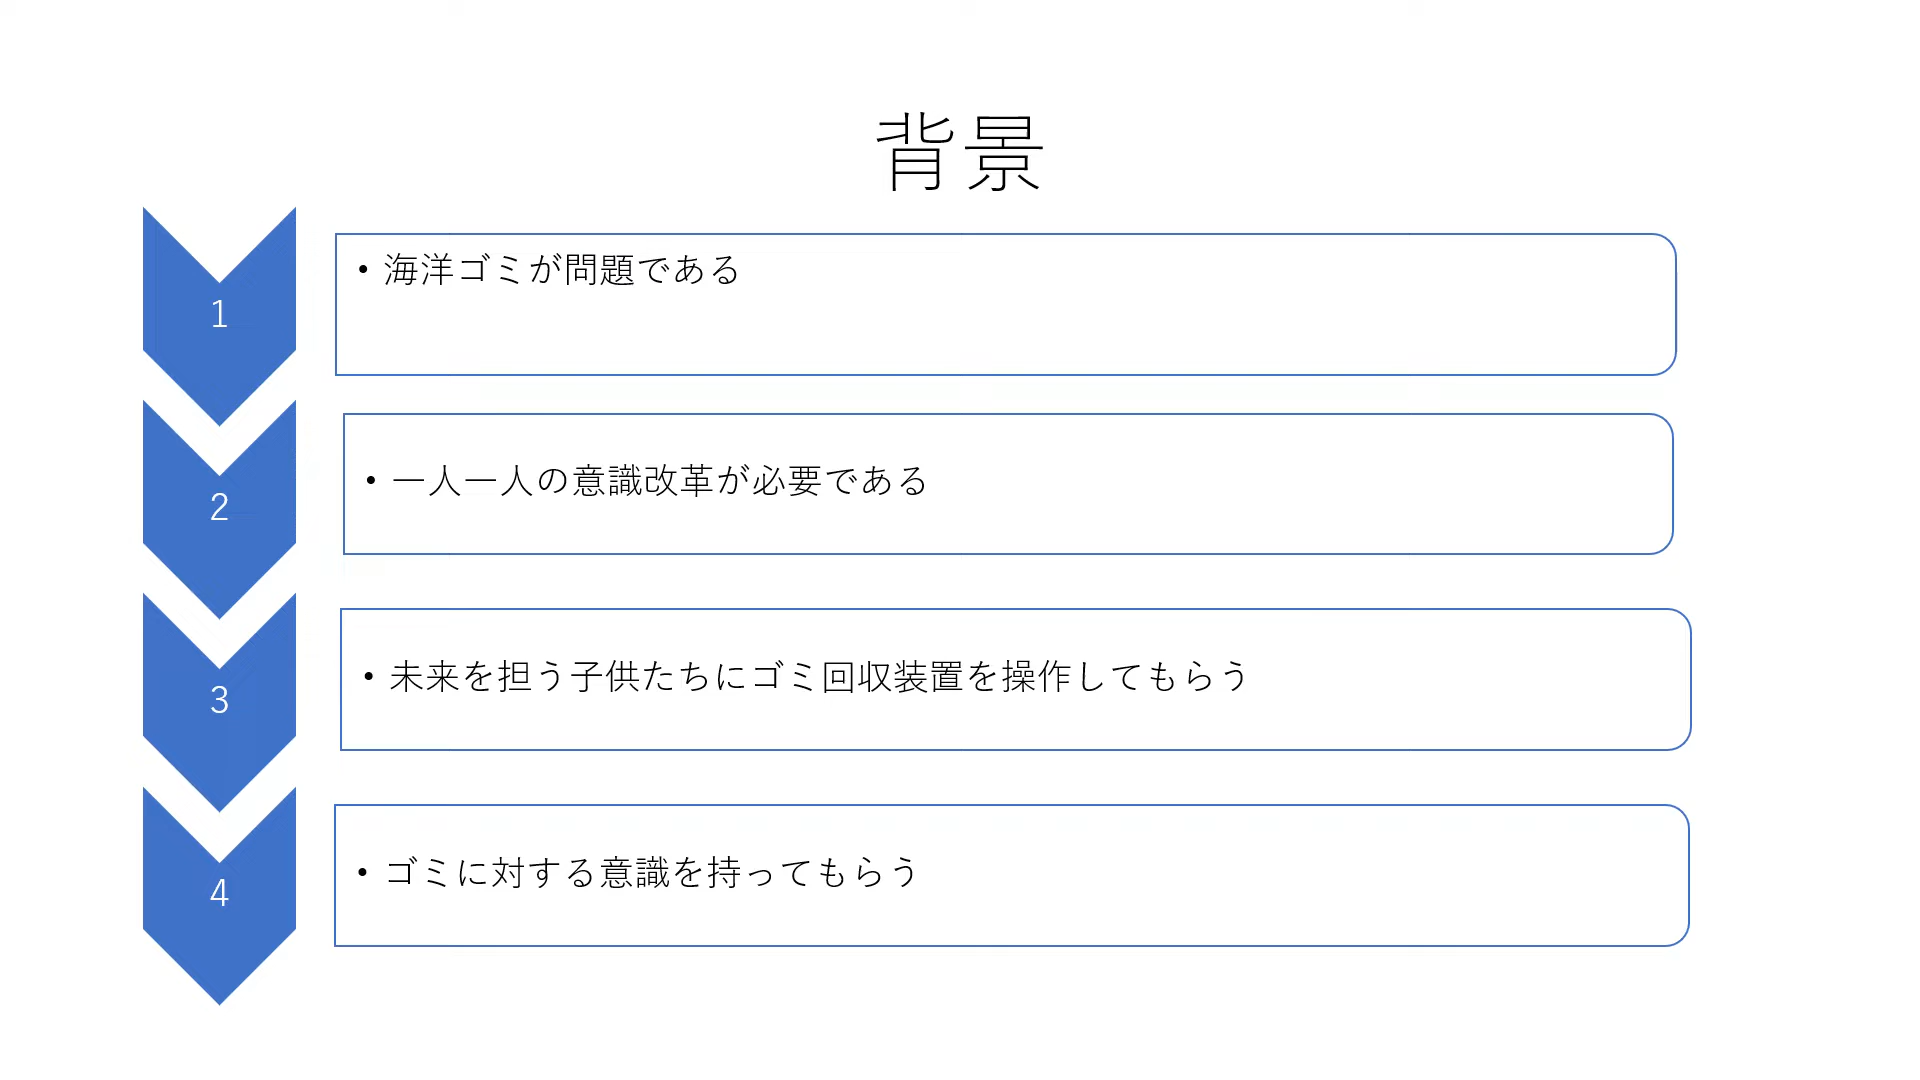 背景
1
・海洋ゴミが問題である
2
・一人一人の意識改革が必要である
3
・未来を担う子供たちにゴミ回収装置を操作してもらう
4
・ゴミに対する意識を持ってもらう